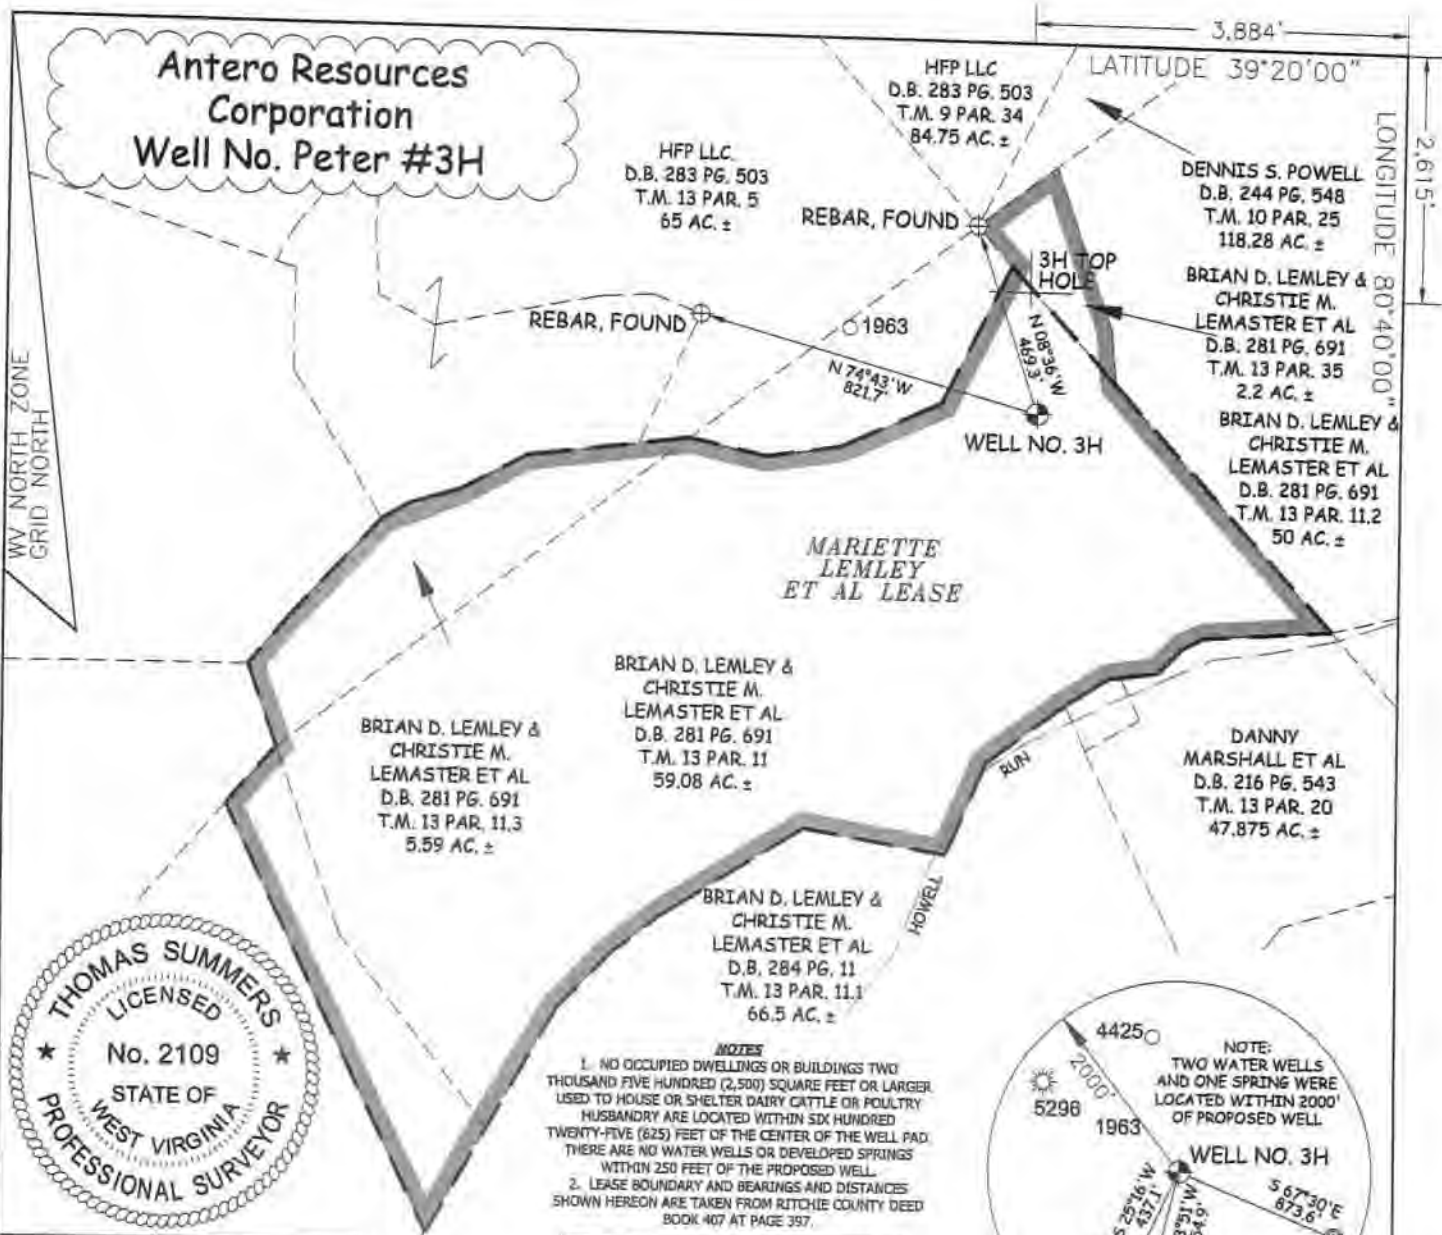 Antero Resources
Corporation
Well No. Peter #3H
3,884'
LATITUDE 39°20'00"
LONGITUDE 80°40'00"
2,615'
HFP LLC
D.B. 283 PG. 503
T.M. 9 PAR. 34
84.75 AC. ±
HFP LLC.
D.B. 283 PG. 503
T.M. 13 PAR. 5
65 AC. ±
DENNIS S. POWELL
D.B. 244 PG. 548
T.M. 10 PAR. 25
118.28 AC. ±
REBAR, FOUND
3H TOP
HOLE
BRIAN D. LEMLEY &
CHRISTIE M.
LEMASTER ET AL
D.B. 281 PG. 691
T.M. 13 PAR. 35
2.2 AC. ±
REBAR, FOUND
1963
N 74°43'W
821.7'
N 08°36'W
469.3'
WELL NO. 3H
BRIAN D. LEMLEY &
CHRISTIE M.
LEMASTER ET AL
D.B. 281 PG. 691
T.M. 13 PAR. 11.2
50 AC. ±
WV NORTH ZONE
GRID NORTH
MARIETTE
LEMLEY
ET AL LEASE
BRIAN D. LEMLEY &
CHRISTIE M.
LEMASTER ET AL
D.B. 281 PG. 691
T.M. 13 PAR. 11
59.08 AC. ±
BRIAN D. LEMLEY &
CHRISTIE M.
LEMASTER ET AL
D.B. 281 PG. 691
T.M. 13 PAR. 11.3
5.59 AC. ±
RUN
HOWELL
DANNY
MARSHALL ET AL
D.B. 216 PG. 543
T.M. 13 PAR. 20
47.875 AC. ±
BRIAN D. LEMLEY &
CHRISTIE M.
LEMASTER ET AL
D.B. 284 PG. 11
T.M. 13 PAR. 11.1
66.5 AC. ±
THOMAS SUMMERS
LICENSED
No. 2109
STATE OF
WEST VIRGINIA
PROFESSIONAL SURVEYOR
NOTES
1. NO OCCUPIED DWELLINGS OR BUILDINGS TWO
THOUSAND FIVE HUNDRED (2,500) SQUARE FEET OR LARGER
USED TO HOUSE OR SHELTER DAIRY CATTLE OR POULTRY
HUSBANDRY ARE LOCATED WITHIN SIX HUNDRED
TWENTY-FIVE (625) FEET OF THE CENTER OF THE WELL PAD.
THERE ARE NO WATER WELLS OR DEVELOPED SPRINGS
WITHIN 250 FEET OF THE PROPOSED WELL.
2. LEASE BOUNDARY AND BEARINGS AND DISTANCES
SHOWN HEREON ARE TAKEN FROM RITCHIE COUNTY DEED
BOOK 407 AT PAGE 397.
4425
2000'
5296
1963
NOTE:
TWO WATER WELLS
AND ONE SPRING WERE
LOCATED WITHIN 2000'
OF PROPOSED WELL
WELL NO. 3H
S 67°30'E
873.6'
S 25°16'W
437.1'